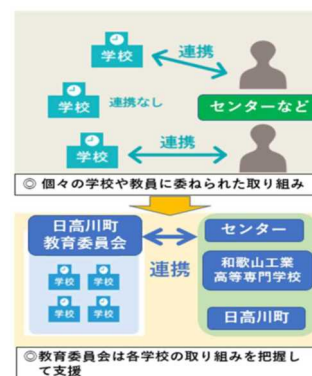 学校
連携
学校
連携なし
センターなど
学校
連携
◎ 個々の学校や教員に委ねられた取り組み
日高川町
教育委員会
学校 学校
学校 学校
連携
センター
和歌山工業
高等専門学校
日高川町
◎教育委員会は各学校の取り組みを把握し
て支援